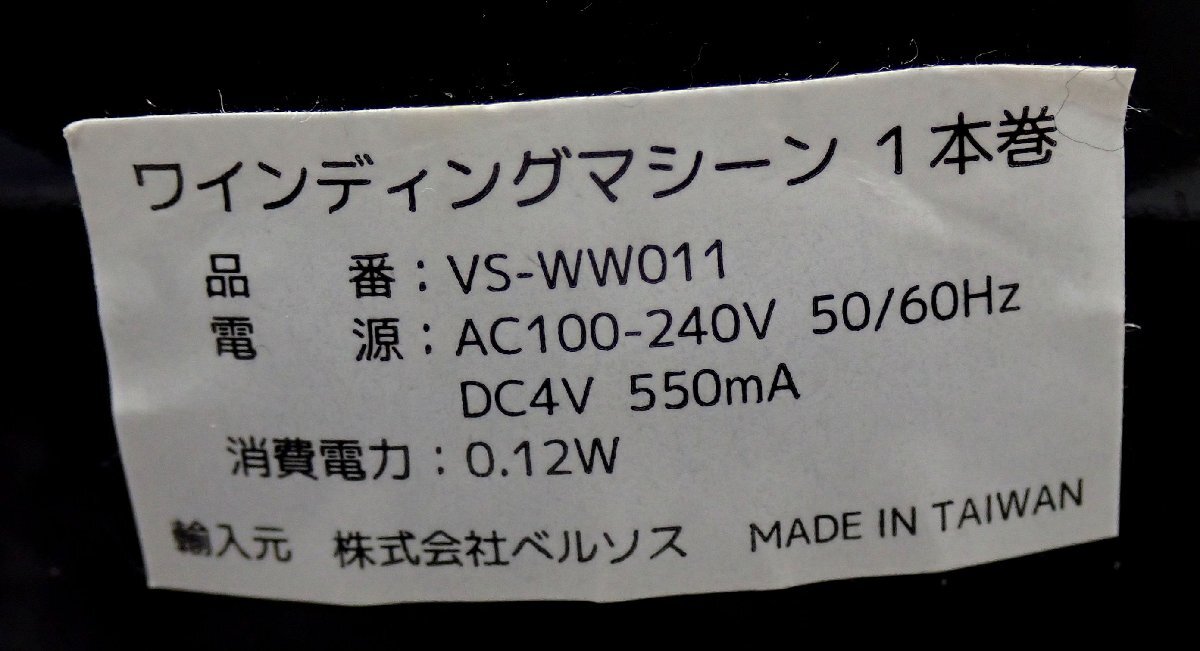 ワインディングマシーン 1本巻
品 番：VS-WW011
電 源：AC100-240V 50/60Hz
DC4V 550mA
消費電力：0.12W
輸入元 株式会社ベルソス MADE IN TAIWAN